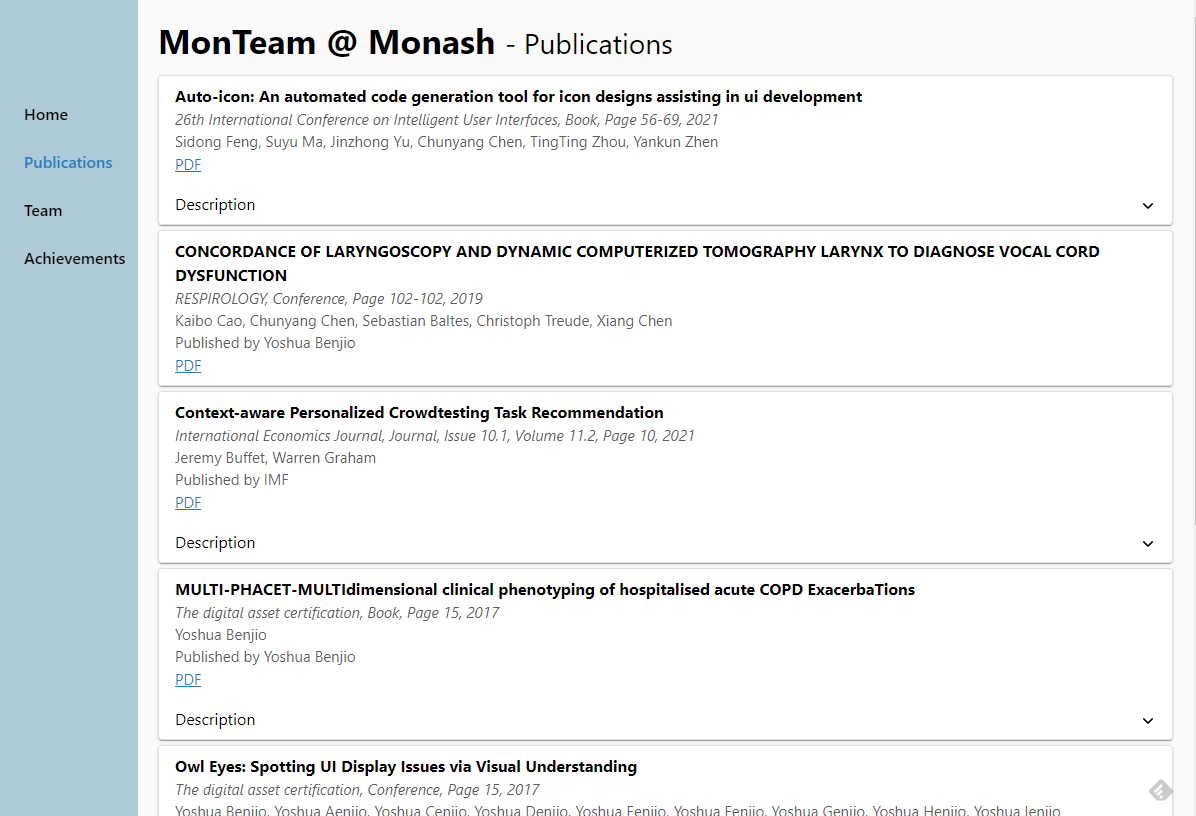 MonTeam @ Monash - Publications
Home
Publications
Team
Achievements
Auto-icon: An automated code generation tool for icon designs assisting in ui development
26th International Conference on Intelligent User Interfaces, Book, Page 56-69, 2021
Sidong Feng, Suyu Ma, Jinzhong Yu, Chunyang Chen, TingTing Zhou, Yankun Zhen
PDF
Description
CONCORDANCE OF LARYNGOSCOPY AND DYNAMIC COMPUTERIZED TOMOGRAPHY LARYNX TO DIAGNOSE VOCAL CORD
DYSFUNCTION
RESPIROLOGY, Conference, Page 102-102, 2019
Kaibo Cao, Chunyang Chen, Sebastian Baltes, Christoph Treude, Xiang Chen
Published by Yoshua Benjio
PDF
Context-aware Personalized Crowdtesting Task Recommendation
International Economics Journal, Journal, Issue 10.1, Volume 11.2, Page 10, 2021
Jeremy Buffet, Warren Graham
Published by IMF
PDF
Description
MULTI-PHACET-MULTIdimensional clinical phenotyping of hospitalised acute COPD ExacerbaTions
The digital asset certification, Book, Page 15, 2017
Yoshua Benjio
Published by Yoshua Benjio
PDF
Description
Owl Eyes: Spotting UI Display Issues via Visual Understanding
The digital asset certification, Conference, Page 15, 2017
Yoshua Benjio, Yoshua Aenjio, Yoshua Cenjio, Yoshua Denjio, Yoshua Eenjio, Yoshua Fenjio, Yoshua Genjio, Yoshua Henjio, Yoshua Ienjio